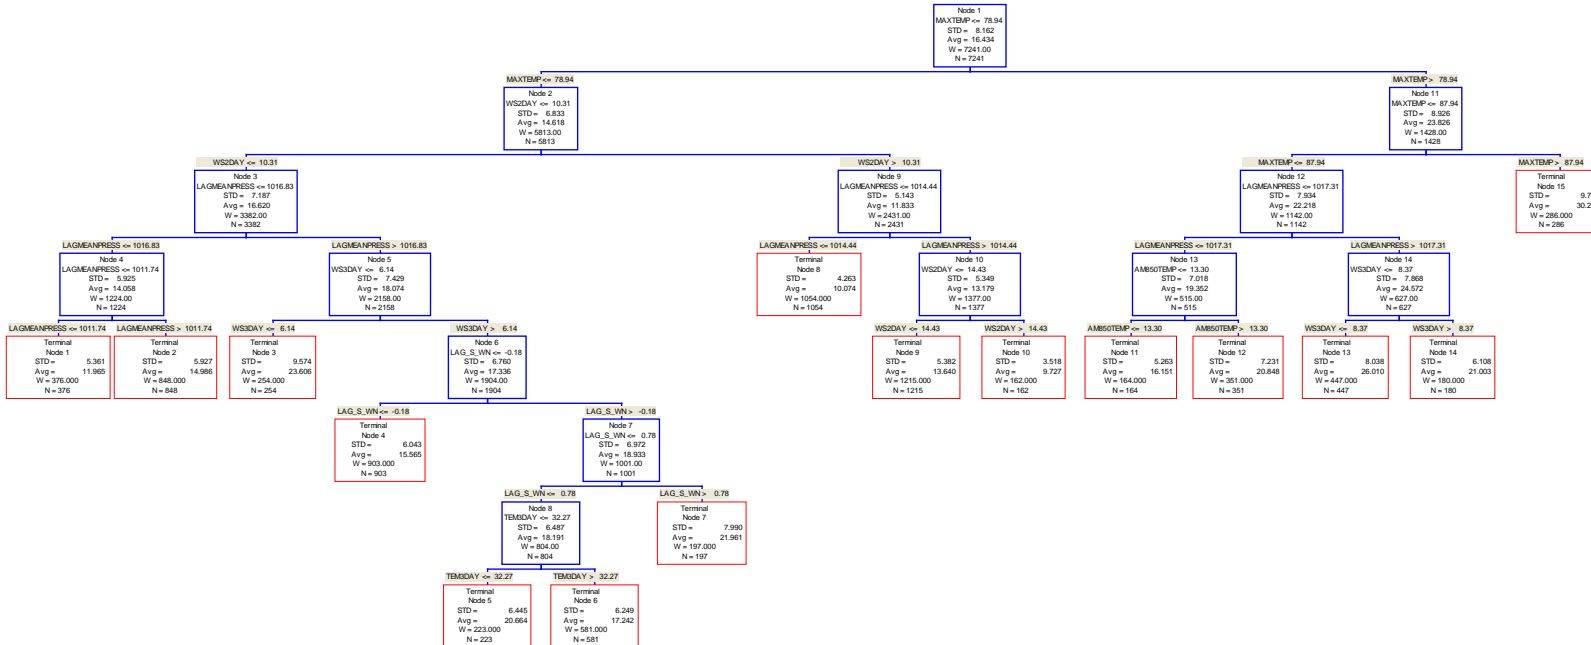 Node 1
MAXTEMP <= 78.94
STD = 8.162
Avg = 16.434
W = 7241.00
N = 7241
MAXTEMP <= 78.94
MAXTEMP > 78.94
Node 2
WS2DAY <= 10.31
STD = 6.833
Avg = 14.618
W = 5813.00
N = 5813
Node 11
MAXTEMP <= 87.94
STD = 8.926
Avg = 23.826
W = 1428.00
N = 1428
WS2DAY <= 10.31
WS2DAY > 10.31
MAXTEMP <= 87.94
MAXTEMP > 87.94
Node 3
LAGMEANPRESS <= 1016.83
STD = 7.187
Avg = 16.620
W = 3382.00
N = 3382
Node 9
LAGMEANPRESS <= 1014.44
STD = 5.143
Avg = 11.833
W = 2431.00
N = 2431
Node 12
LAGMEANPRESS <= 1017.31
STD = 7.934
Avg = 22.218
W = 1142.00
N = 1142
Terminal
Node 15
STD = 9.7
Avg = 30.2
W = 286.000
N = 286
LAGMEANPRESS <= 1016.83
LAGMEANPRESS > 1016.83
LAGMEANPRESS <= 1014.44
LAGMEANPRESS > 1014.44
LAGMEANPRESS <= 1017.31
LAGMEANPRESS > 1017.31
Node 4
LAGMEANPRESS <= 1011.74
STD = 5.925
Avg = 14.058
W = 1224.00
N = 1224
Node 5
WS3DAY <= 6.14
STD = 7.429
Avg = 18.074
W = 2158.00
N = 2158
Terminal
Node 8
STD = 4.263
Avg = 10.074
W = 1054.000
N = 1054
Node 10
WS2DAY <= 14.43
STD = 5.349
Avg = 13.179
W = 1377.00
N = 1377
Node 13
AM850TEMP <= 13.30
STD = 7.018
Avg = 19.352
W = 515.00
N = 515
Node 14
WS3DAY <= 8.37
STD = 7.868
Avg = 24.572
W = 627.00
N = 627
LAGMEANPRESS <= 1011.74
LAGMEANPRESS > 1011.74
WS3DAY <= 6.14
WS3DAY > 6.14
WS2DAY <= 14.43
WS2DAY > 14.43
AM850TEMP <= 13.30
AM850TEMP > 13.30
WS3DAY <= 8.37
WS3DAY > 8.37
Terminal
Node 1
STD = 5.361
Avg = 11.965
W = 376.000
N = 376
Terminal
Node 2
STD = 5.927
Avg = 14.986
W = 848.000
N = 848
Terminal
Node 3
STD = 9.574
Avg = 23.606
W = 254.000
N = 254
Node 6
LAG_S_WN <= -0.18
STD = 6.760
Avg = 17.336
W = 1904.00
N = 1904
Terminal
Node 9
STD = 5.382
Avg = 13.640
W = 1215.000
N = 1215
Terminal
Node 10
STD = 3.518
Avg = 9.727
W = 162.000
N = 162
Terminal
Node 11
STD = 5.263
Avg = 16.151
W = 164.000
N = 164
Terminal
Node 12
STD = 7.231
Avg = 20.848
W = 351.000
N = 351
Terminal
Node 13
STD = 8.038
Avg = 26.010
W = 447.000
N = 447
Terminal
Node 14
STD = 6.108
Avg = 21.003
W = 180.000
N = 180
LAG_S_WN <= -0.18
LAG_S_WN > -0.18
Terminal
Node 4
STD = 6.043
Avg = 15.565
W = 903.000
N = 903
Node 7
LAG_S_WN <= 0.78
STD = 6.972
Avg = 18.933
W = 1001.00
N = 1001
LAG_S_WN <= 0.78
LAG_S_WN > 0.78
Node 8
TEM3DAY <= 32.27
STD = 6.487
Avg = 18.191
W = 804.00
N = 804
Terminal
Node 7
STD = 7.990
Avg = 21.961
W = 197.000
N = 197
TEM3DAY <= 32.27
TEM3DAY > 32.27
Terminal
Node 5
STD = 6.445
Avg = 20.664
W = 223.000
N = 223
Terminal
Node 6
STD = 6.249
Avg = 17.242
W = 581.000
N = 581